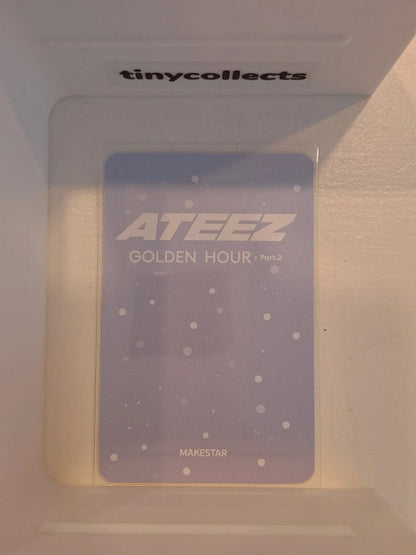 tinycollects
ATEEZ
GOLDEN HOUR : Part.2
MAKESTAR